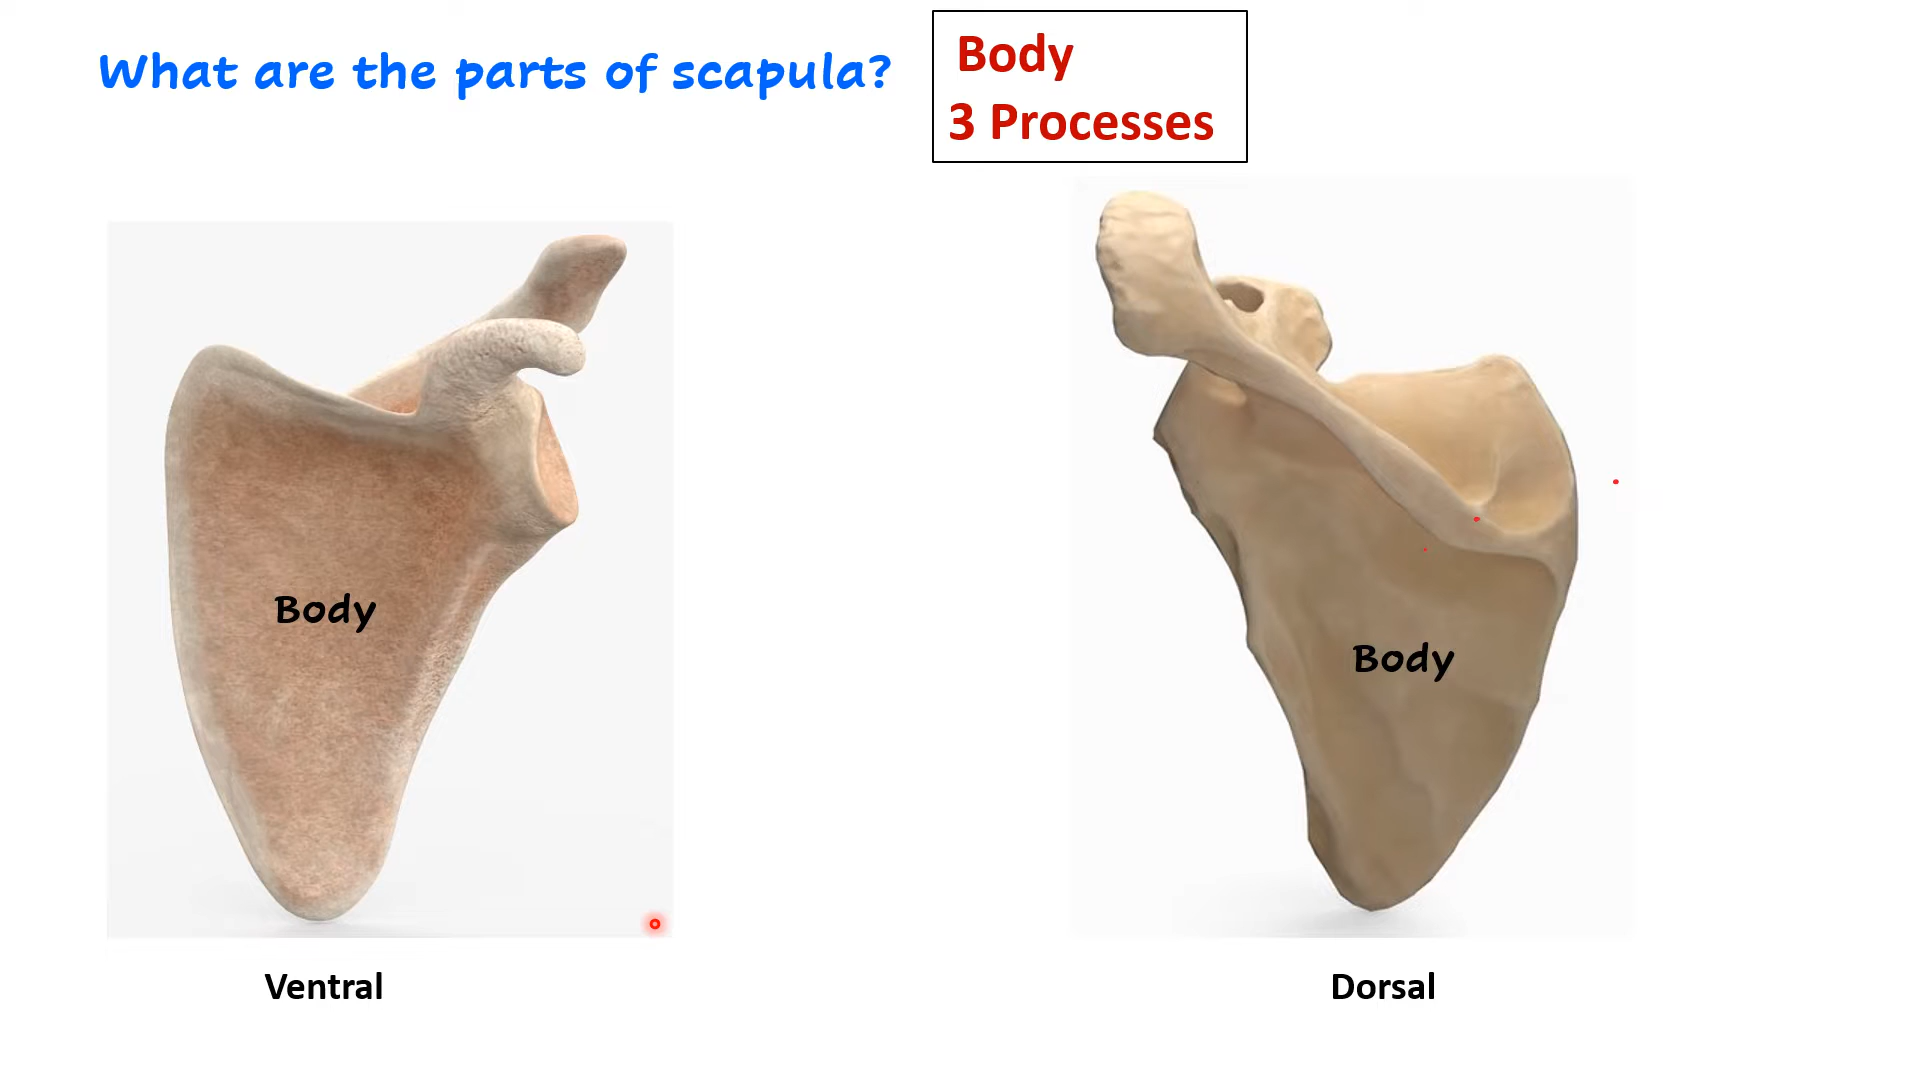 What are the parts of scapula?
Body
3 Processes
Body
Body
Ventral
Dorsal